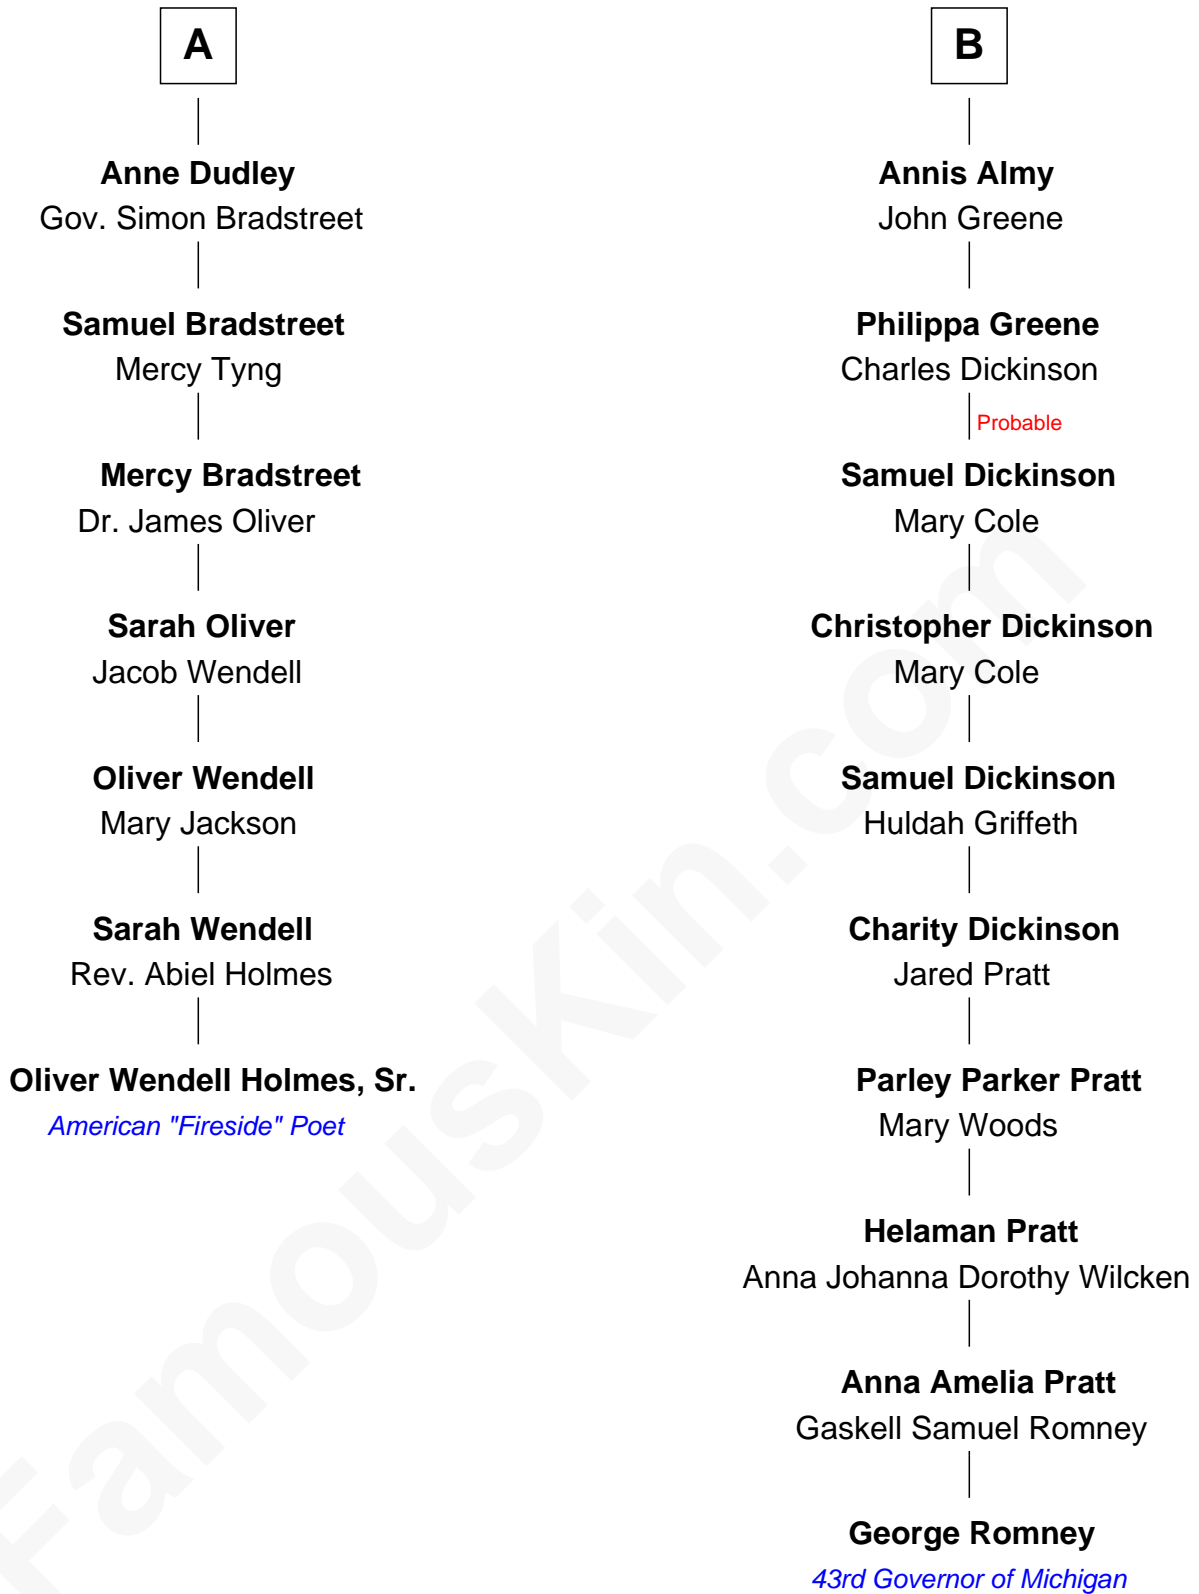 A
Anne Dudley
Gov. Simon Bradstreet
Samuel Bradstreet
Mercy Tyng
Mercy Bradstreet
Dr. James Oliver
Sarah Oliver
Jacob Wendell
Oliver Wendell
Mary Jackson
Sarah Wendell
Rev. Abiel Holmes
Oliver Wendell Holmes, Sr.
American "Fireside" Poet
B
Annis Almy
John Greene
Philippa Greene
Charles Dickinson
Probable
Samuel Dickinson
Mary Cole
Christopher Dickinson
Mary Cole
Samuel Dickinson
Huldah Griffeth
Charity Dickinson
Jared Pratt
Parley Parker Pratt
Mary Woods
Helaman Pratt
Anna Johanna Dorothy Wilcken
Anna Amelia Pratt
Gaskell Samuel Romney
George Romney
43rd Governor of Michigan
FamousKin.com